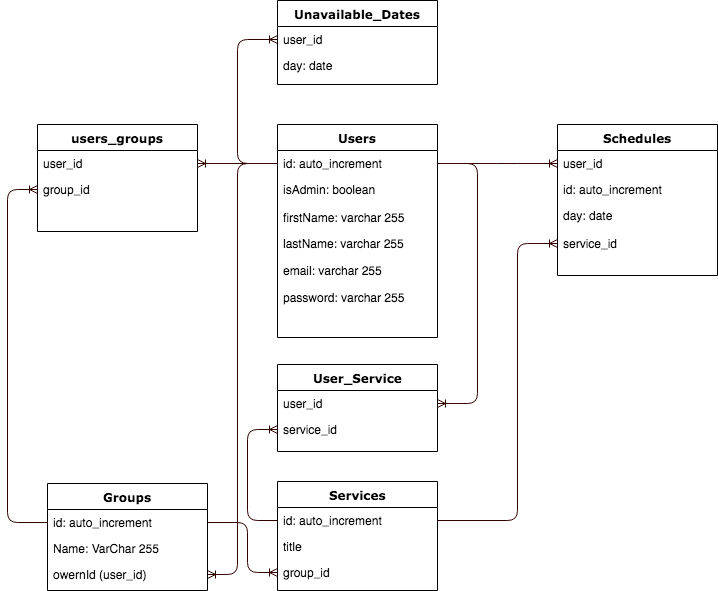 Unavailable_Dates
user_id
day: date
users_groups
user_id
group_id
Users
id: auto_increment
isAdmin: boolean
firstName: varchar 255
lastName: varchar 255
email: varchar 255
password: varchar 255
Schedules
user_id
id: auto_increment
day: date
service_id
User_Service
user_id
service_id
Groups
id: auto_increment
Name: VarChar 255
owernId (user_id)
Services
id: auto_increment
title
group_id